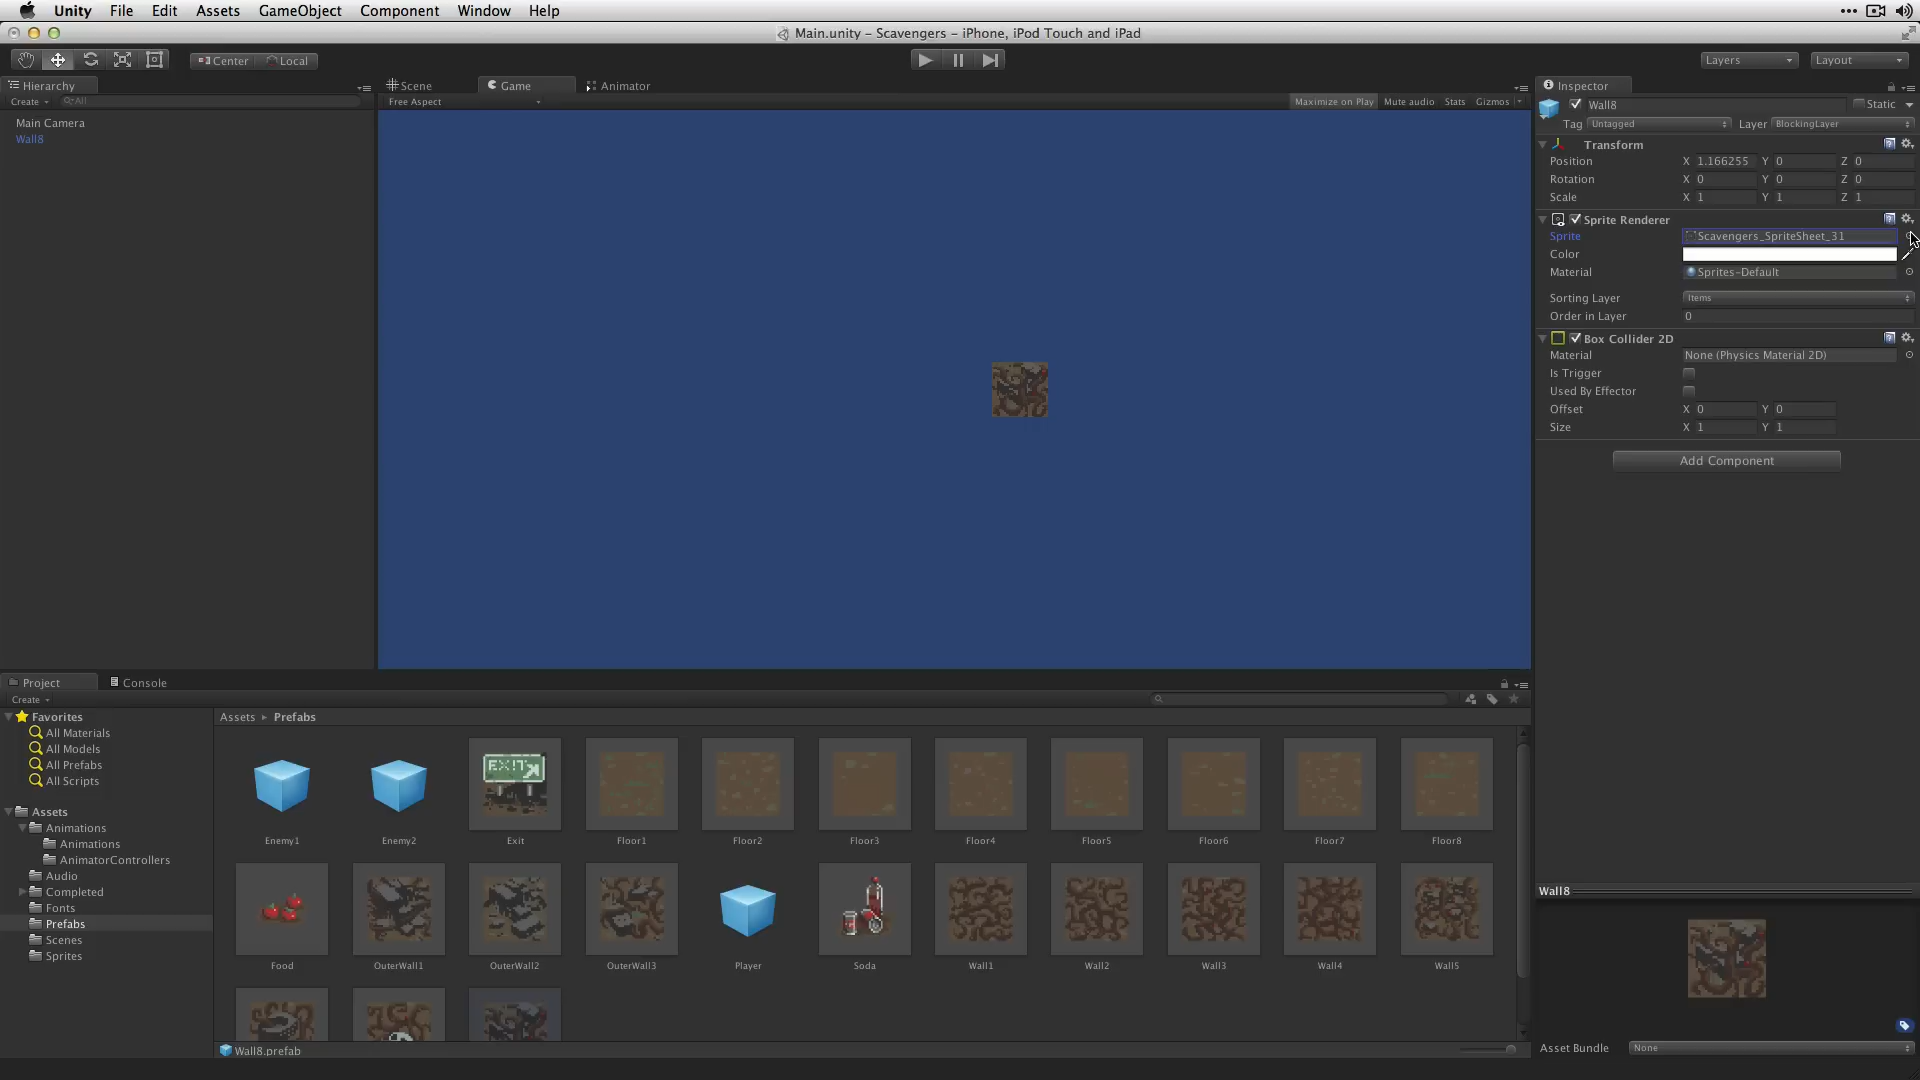 Unity File Edit Assets GameObject Component Window Help
Main.unity – Scavengers – iPhone, iPod Touch and iPad
Center Local
Layers Layout
Hierarchy
Create All
Main Camera
Wall8
Scene Game Animator
Free Aspect Maximize on Play Mute audio Stats Gizmos
Inspector
Wall8 Static
Tag Untagged Layer BlockingLayer
Transform
Position X 1.166255 Y 0 Z 0
Rotation X 0 Y 0 Z 0
Scale X 1 Y 1 Z 1
Sprite Renderer
Sprite Scavengers_SpriteSheet_31
Color
Material Sprites-Default
Sorting Layer Items
Order in Layer 0
Box Collider 2D
Material None (Physics Material 2D)
Is Trigger
Used By Effector
Offset X 0 Y 0
Size X 1 Y 1
Add Component
Project Console
Create
Favorites
All Materials
All Models
All Prefabs
All Scripts
Assets
Animations
Animations
AnimatorControllers
Audio
Completed
Fonts
Prefabs
Scenes
Sprites
Assets Prefabs
EXIT
Enemy1 Enemy2 Exit Floor1 Floor2 Floor3 Floor4 Floor5 Floor6 Floor7 Floor8
Food OuterWall1 OuterWall2 OuterWall3 Player Soda Wall1 Wall2 Wall3 Wall4 Wall5
Wall8.prefab
Wall8
Asset Bundle None